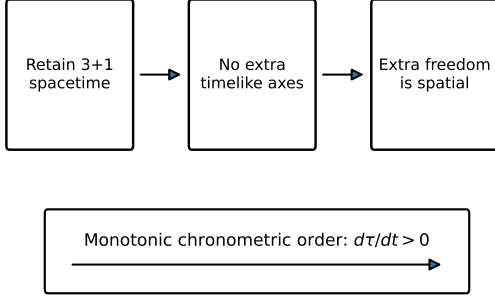 Retain 3+1
spacetime
No extra
timelike axes
Extra freedom
is spatial
Monotonic chronometric order: dτ/dt > 0